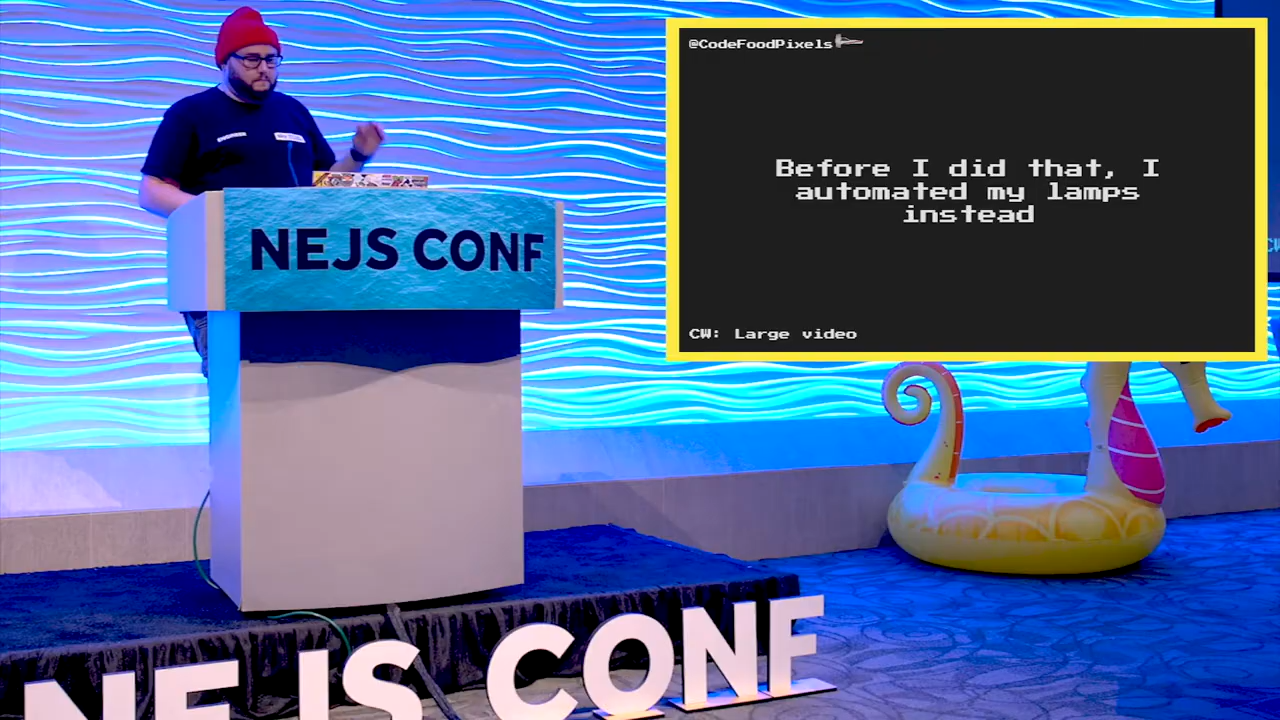 @CodeFoodPixels
Before I did that, I
automated my lamps
instead
CW: Large video
NEJS CONF
NEJS CONF